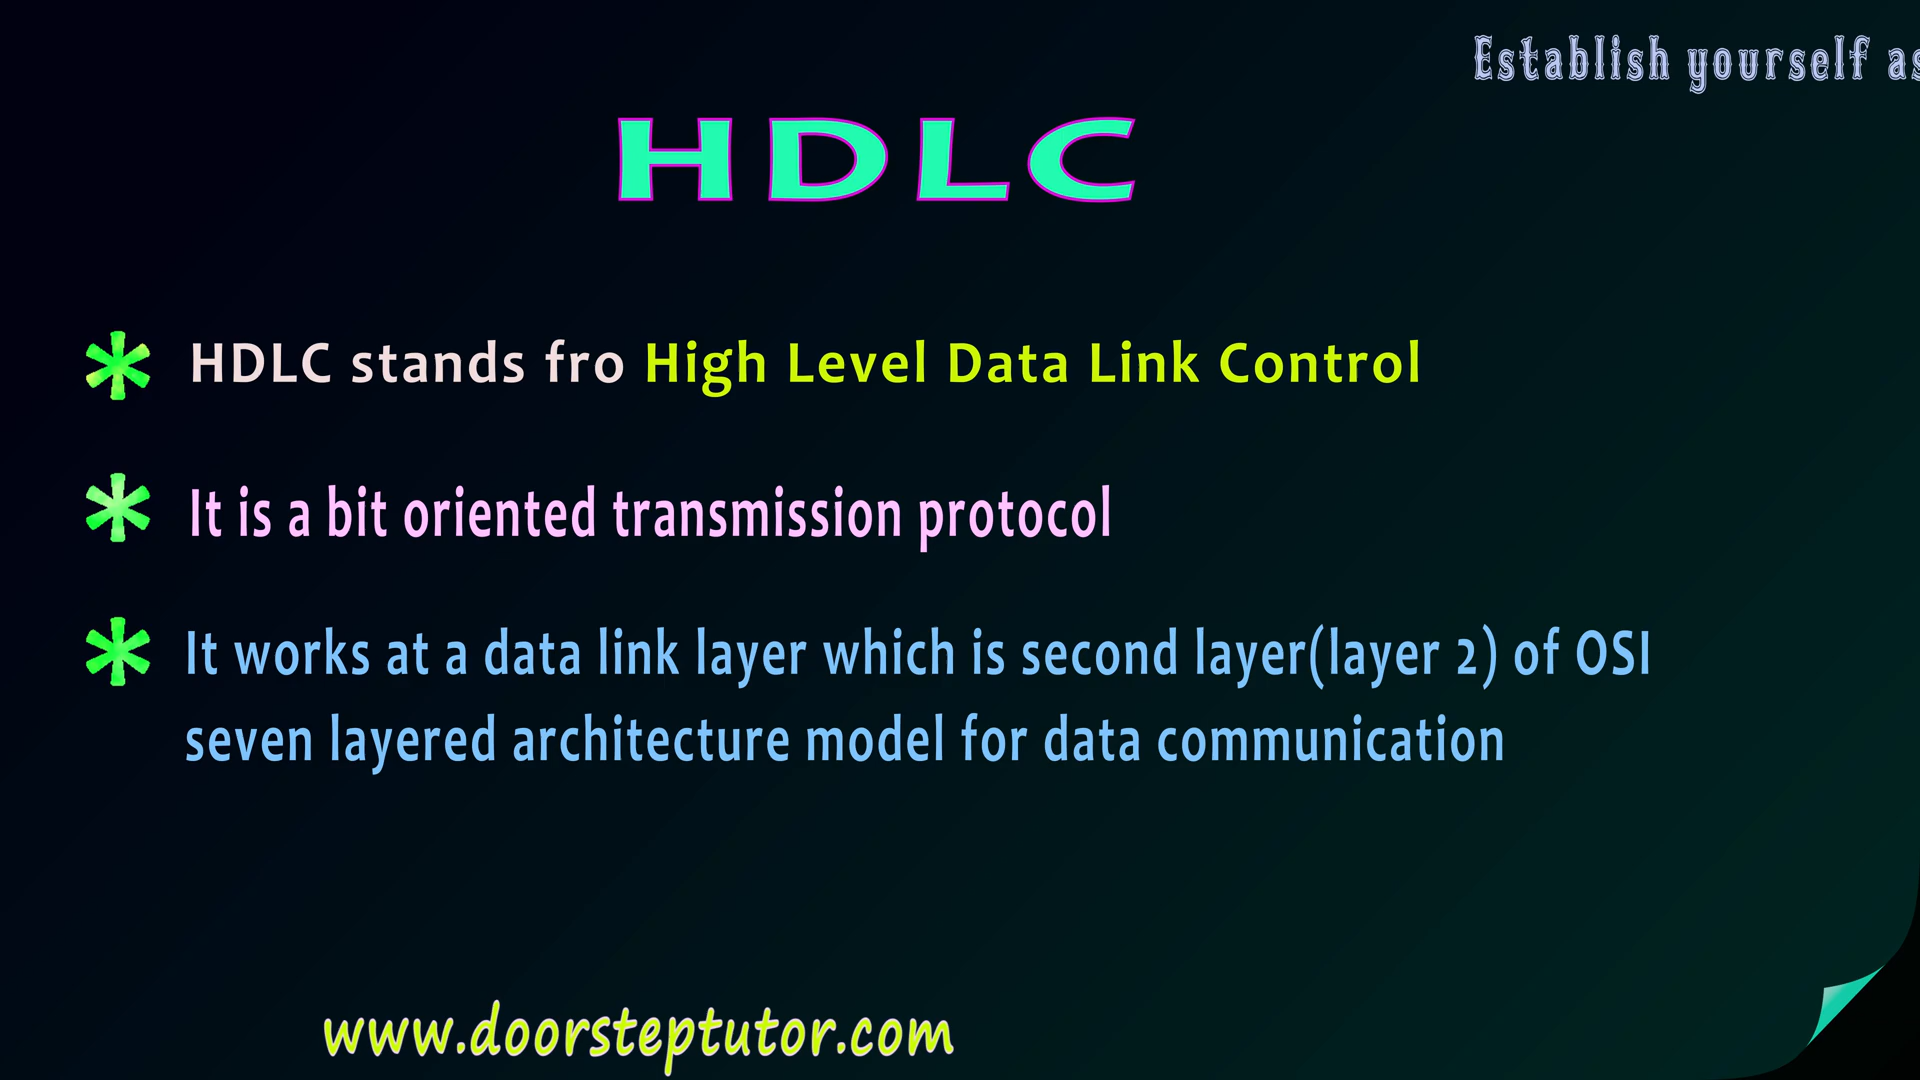 Establish yourself as
HDLC
* HDLC stands fro High Level Data Link Control
* It is a bit oriented transmission protocol
* It works at a data link layer which is second layer(layer 2) of OSI
seven layered architecture model for data communication
www.doorsteptutor.com